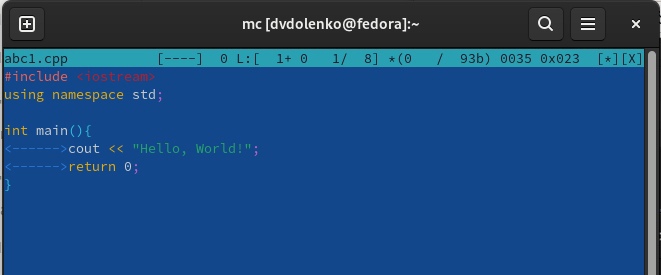 mc [dvdolenko@fedora]:~
abc1.cpp [----] 0 L:[ 1+ 0 1/ 8] *(0 / 93b) 0035 0x023 [*][X]
#include <iostream>
using namespace std;
int main(){
<------>cout << "Hello, World!";
<------>return 0;
}